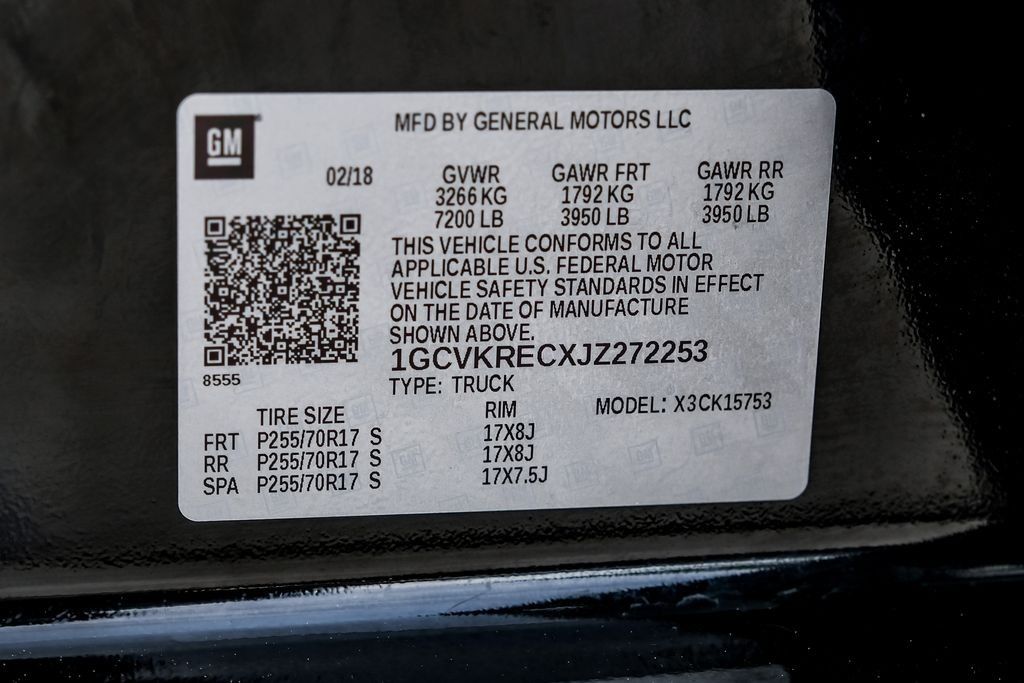 GM
MFD BY GENERAL MOTORS LLC
02/18 GVWR GAWR FRT GAWR RR
3266 KG 1792 KG 1792 KG
7200 LB 3950 LB 3950 LB
THIS VEHICLE CONFORMS TO ALL
APPLICABLE U.S. FEDERAL MOTOR
VEHICLE SAFETY STANDARDS IN EFFECT
ON THE DATE OF MANUFACTURE
SHOWN ABOVE.
1GCVKRECXJZ272253
8555
TYPE: TRUCK
TIRE SIZE RIM MODEL: X3CK15753
FRT P255/70R17 S 17X8J
RR P255/70R17 S 17X8J
SPA P255/70R17 S 17X7.5J